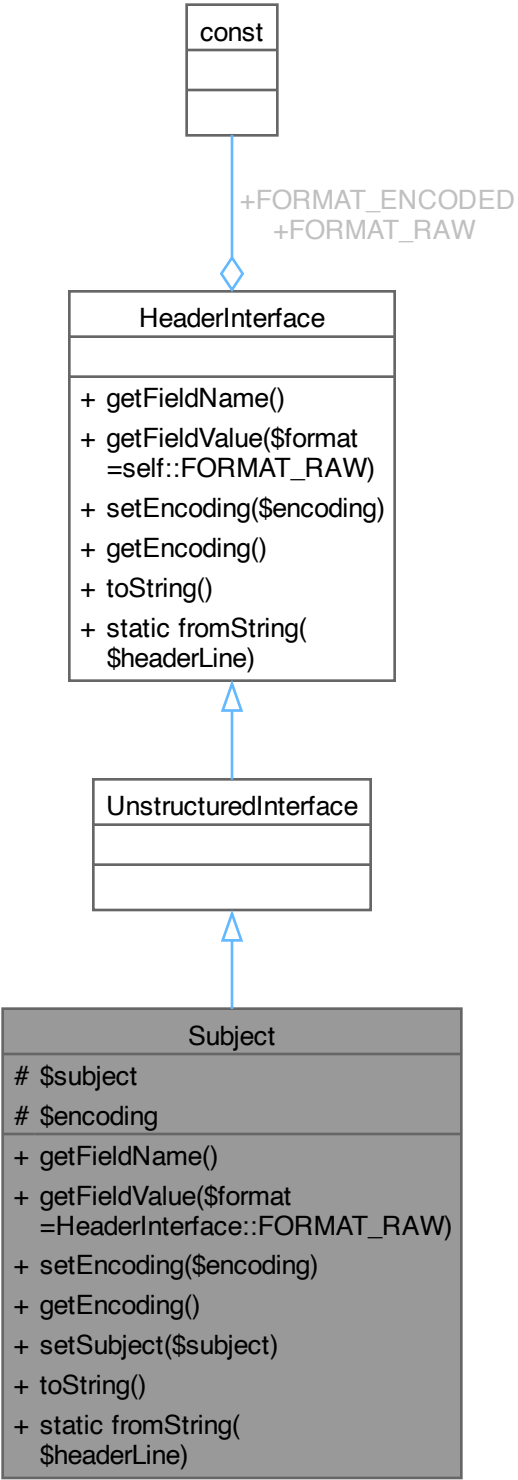 const
+FORMAT_ENCODED
+FORMAT_RAW
HeaderInterface
+ getFieldName()
+ getFieldValue($format
=self::FORMAT_RAW)
+ setEncoding($encoding)
+ getEncoding()
+ toString()
+ static fromString(
$headerLine)
UnstructuredInterface
Subject
# $subject
# $encoding
+ getFieldName()
+ getFieldValue($format
=HeaderInterface::FORMAT_RAW)
+ setEncoding($encoding)
+ getEncoding()
+ setSubject($subject)
+ toString()
+ static fromString(
$headerLine)